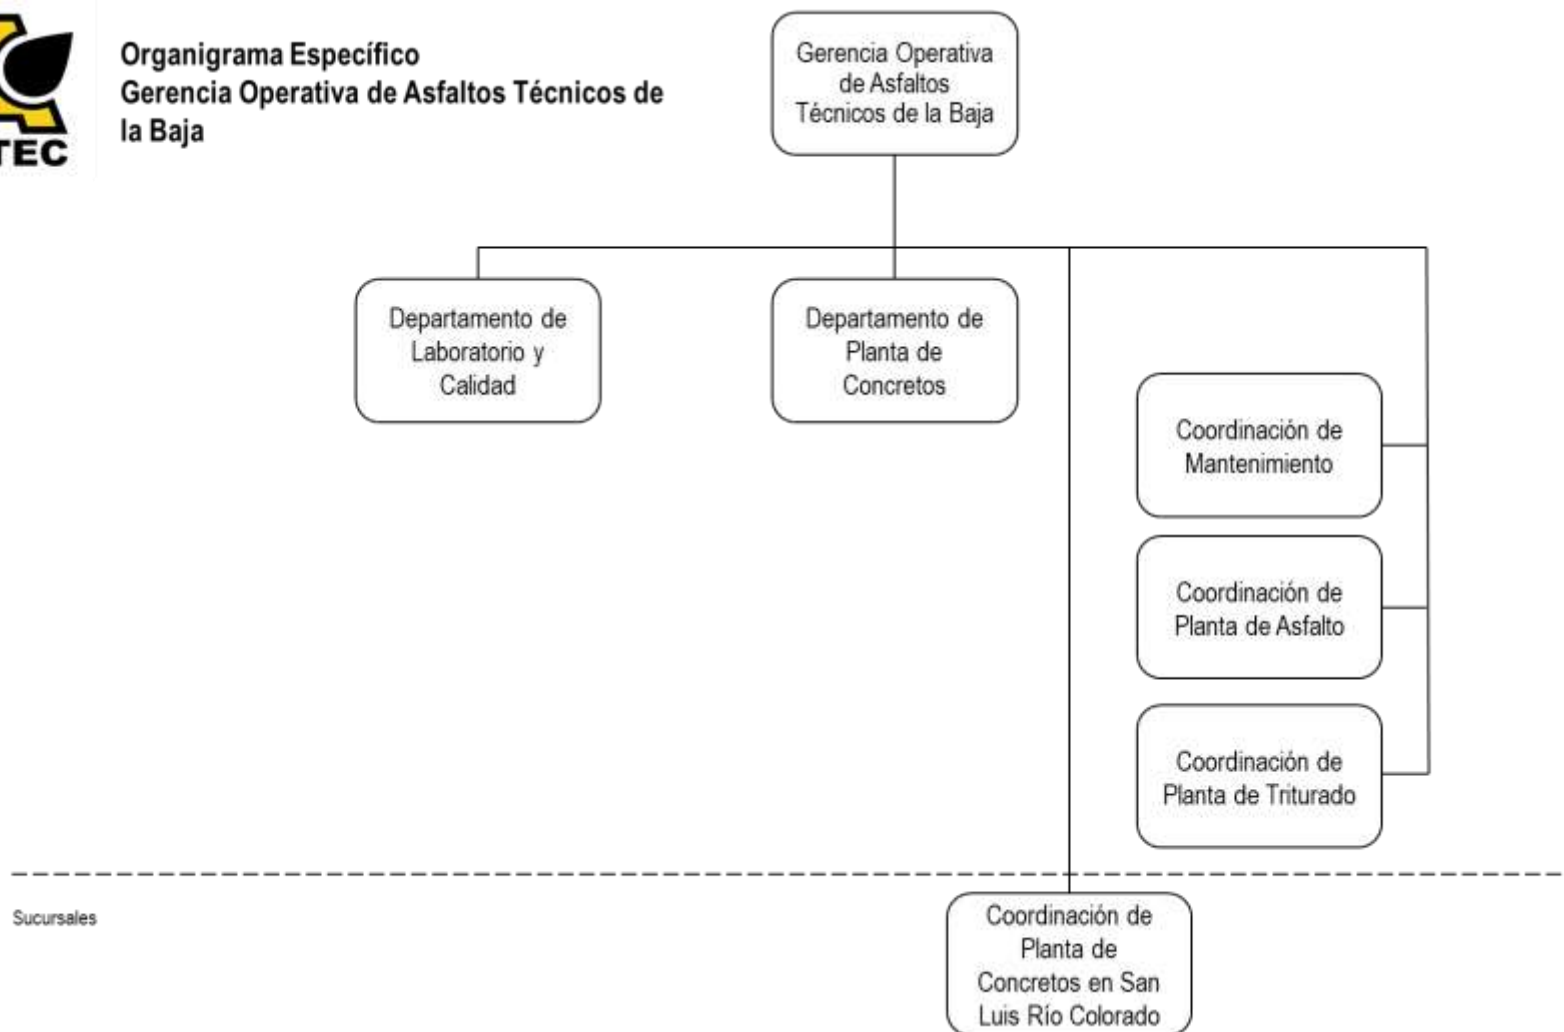 TEC
Organigrama Específico
Gerencia Operativa de Asfaltos Técnicos de
la Baja
Gerencia Operativa
de Asfaltos
Técnicos de la Baja
Departamento de
Laboratorio y
Calidad
Departamento de
Planta de
Concretos
Coordinación de
Mantenimiento
Coordinación de
Planta de Asfalto
Coordinación de
Planta de Triturado
Sucursales
Coordinación de
Planta de
Concretos en San
Luis Río Colorado